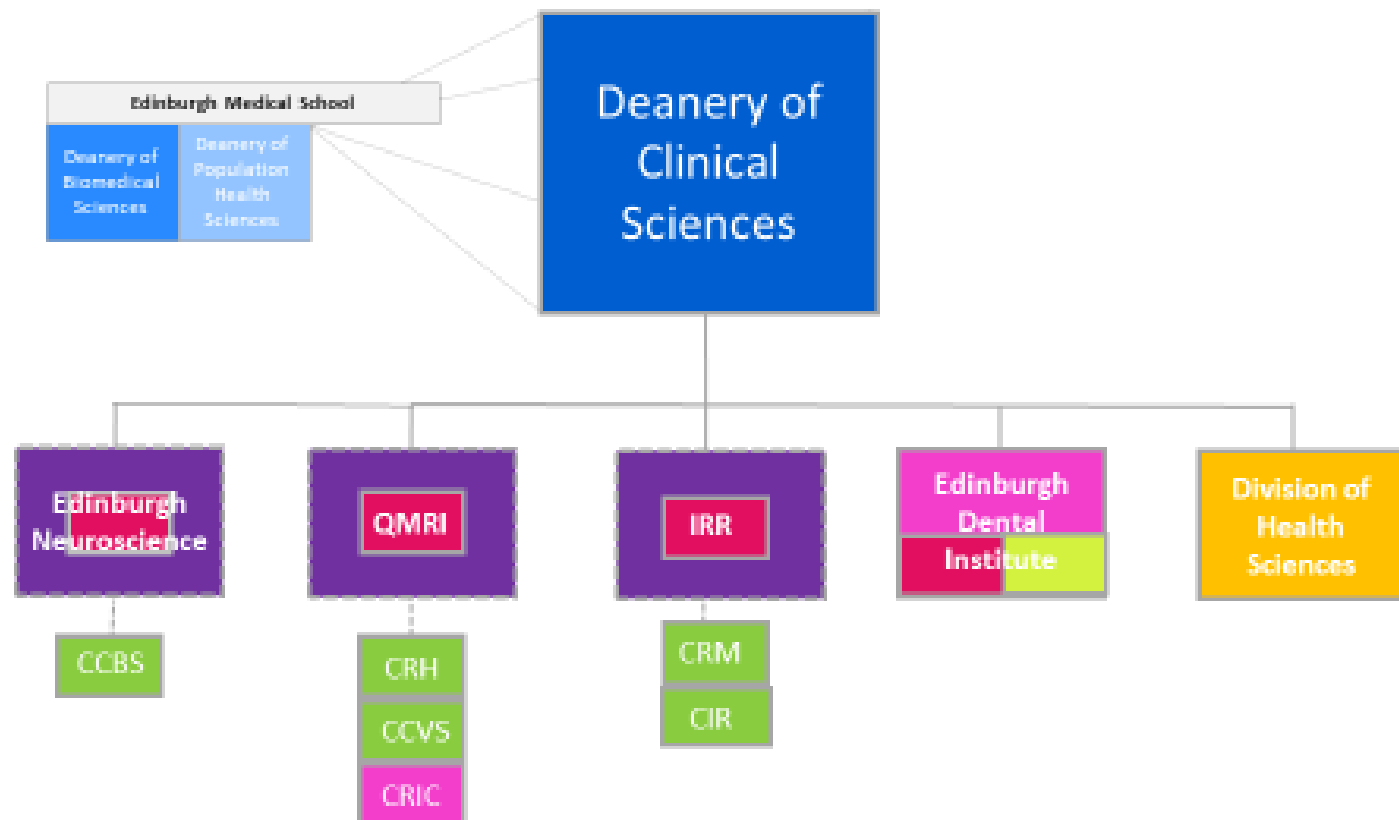 Edinburgh Medical School
Deanery of
Biomedical
Sciences
Deanery of
Population
Health
Sciences
Deanery of
Clinical
Sciences
Edinburgh
Neuroscience
QMRI
IRR
Edinburgh
Dental
Institute
Division of
Health
Sciences
CCBS
CRH
CCVS
CRIC
CRM
CIR